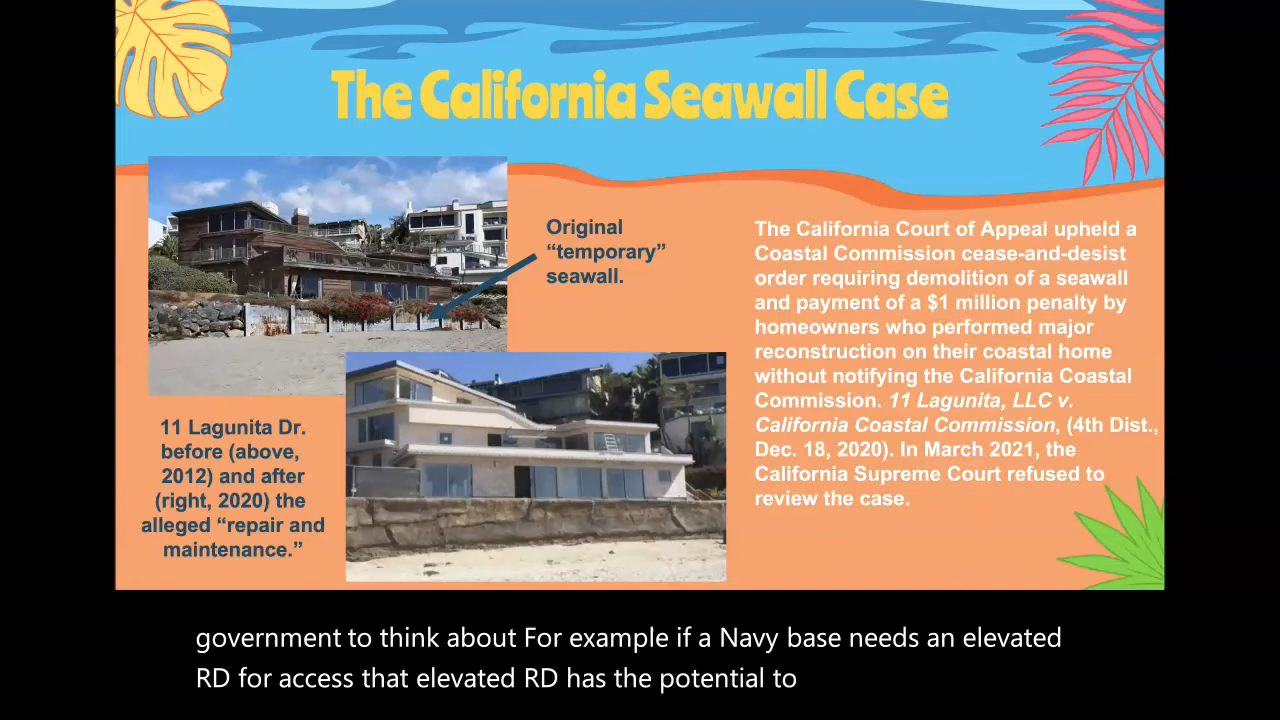 The California Seawall Case
Original
“temporary”
seawall.
The California Court of Appeal upheld a
Coastal Commission cease-and-desist
order requiring demolition of a seawall
and payment of a $1 million penalty by
homeowners who performed major
reconstruction on their coastal home
without notifying the California Coastal
Commission. 11 Lagunita, LLC v.
California Coastal Commission, (4th Dist.,
Dec. 18, 2020). In March 2021, the
California Supreme Court refused to
review the case.
11 Lagunita Dr.
before (above,
2012) and after
(right, 2020) the
alleged “repair and
maintenance.”
government to think about For example if a Navy base needs an elevated
RD for access that elevated RD has the potential to